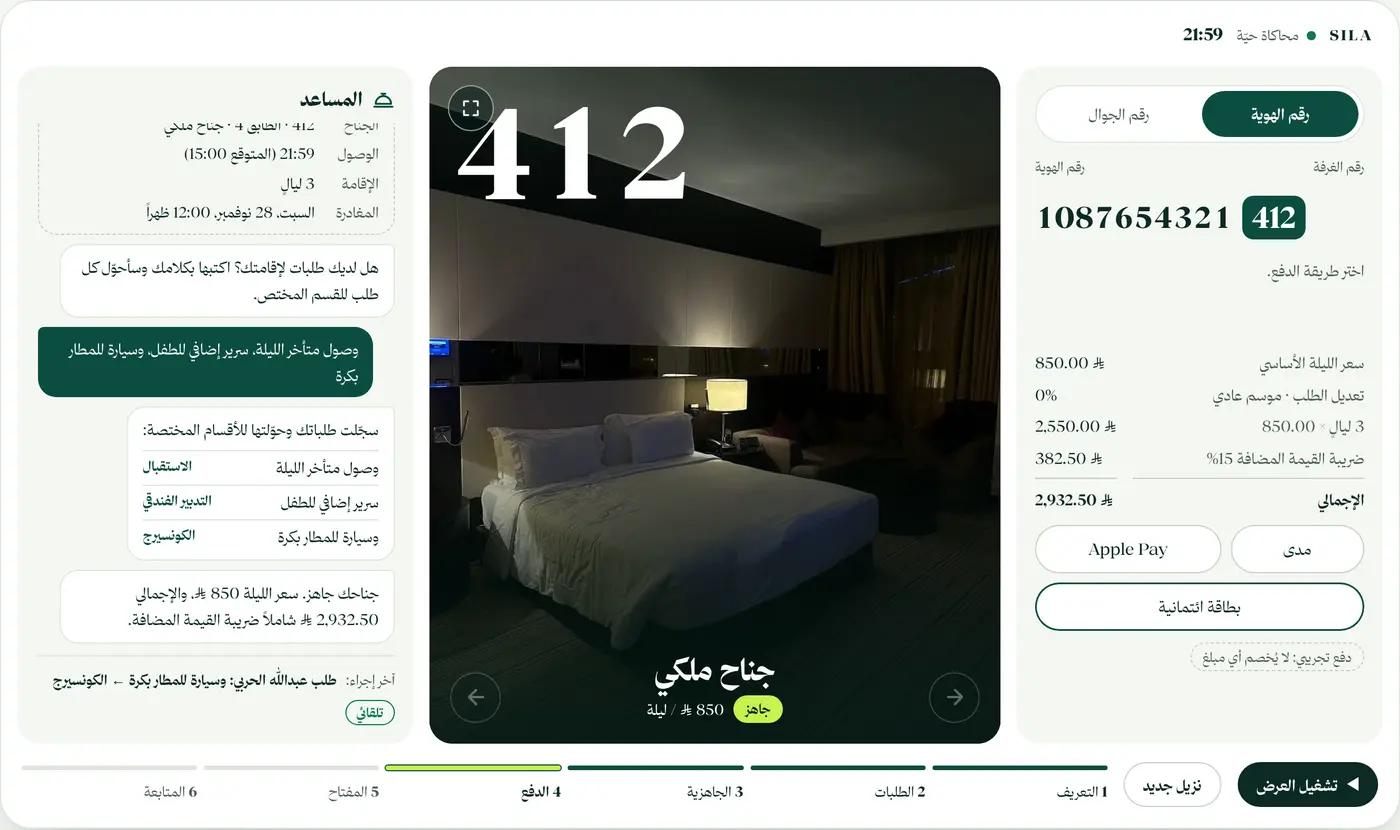 SILA محاكاة حيّة 21:59
رقم الهوية
رقم الجوال
رقم الغرفة
رقم الهوية
412 1087654321
اختر طريقة الدفع.
سعر الليلة الأساسي 850.00
تعديل الطلب · موسم عادي 0%
3 ليالٍ × 850.00 2,550.00
ضريبة القيمة المضافة 15% 382.50
الإجمالي 2,932.50
مدى
Apple Pay
بطاقة ائتمانية
دفع تجريبي: لا يُخصم أي مبلغ
412
جناح ملكي
جاهز 850 / ليلة
المساعد
الجناح 412 · الطابق 4 · جناح ملكي
الوصول 21:59 (المتوقع 15:00)
الإقامة 3 ليالٍ
المغادرة السبت، 28 نوفمبر، 12:00 ظهراً
هل لديك طلبات لإقامتك؟ اكتبها بكلامك وسأحوّل كل
طلب للقسم المختص.
وصول متأخر الليلة، سرير إضافي للطفل، وسيارة للمطار
بكرة
سجّلت طلباتك وحوّلتها للأقسام المختصة:
وصول متأخر الليلة الاستقبال
سرير إضافي للطفل التدبير الفندقي
وسيارة للمطار بكرة الكونسيرج
جناحك جاهز. سعر الليلة 850، والإجمالي
2,932.50 شاملاً ضريبة القيمة المضافة.
آخر إجراء: طلب عبدالله الحربي: وسيارة للمطار بكرة ← الكونسيرج
تلقائي
تشغيل العرض
نزيل جديد
1 التعريف
2 الطلبات
3 الجاهزية
4 الدفع
5 المفتاح
6 المتابعة